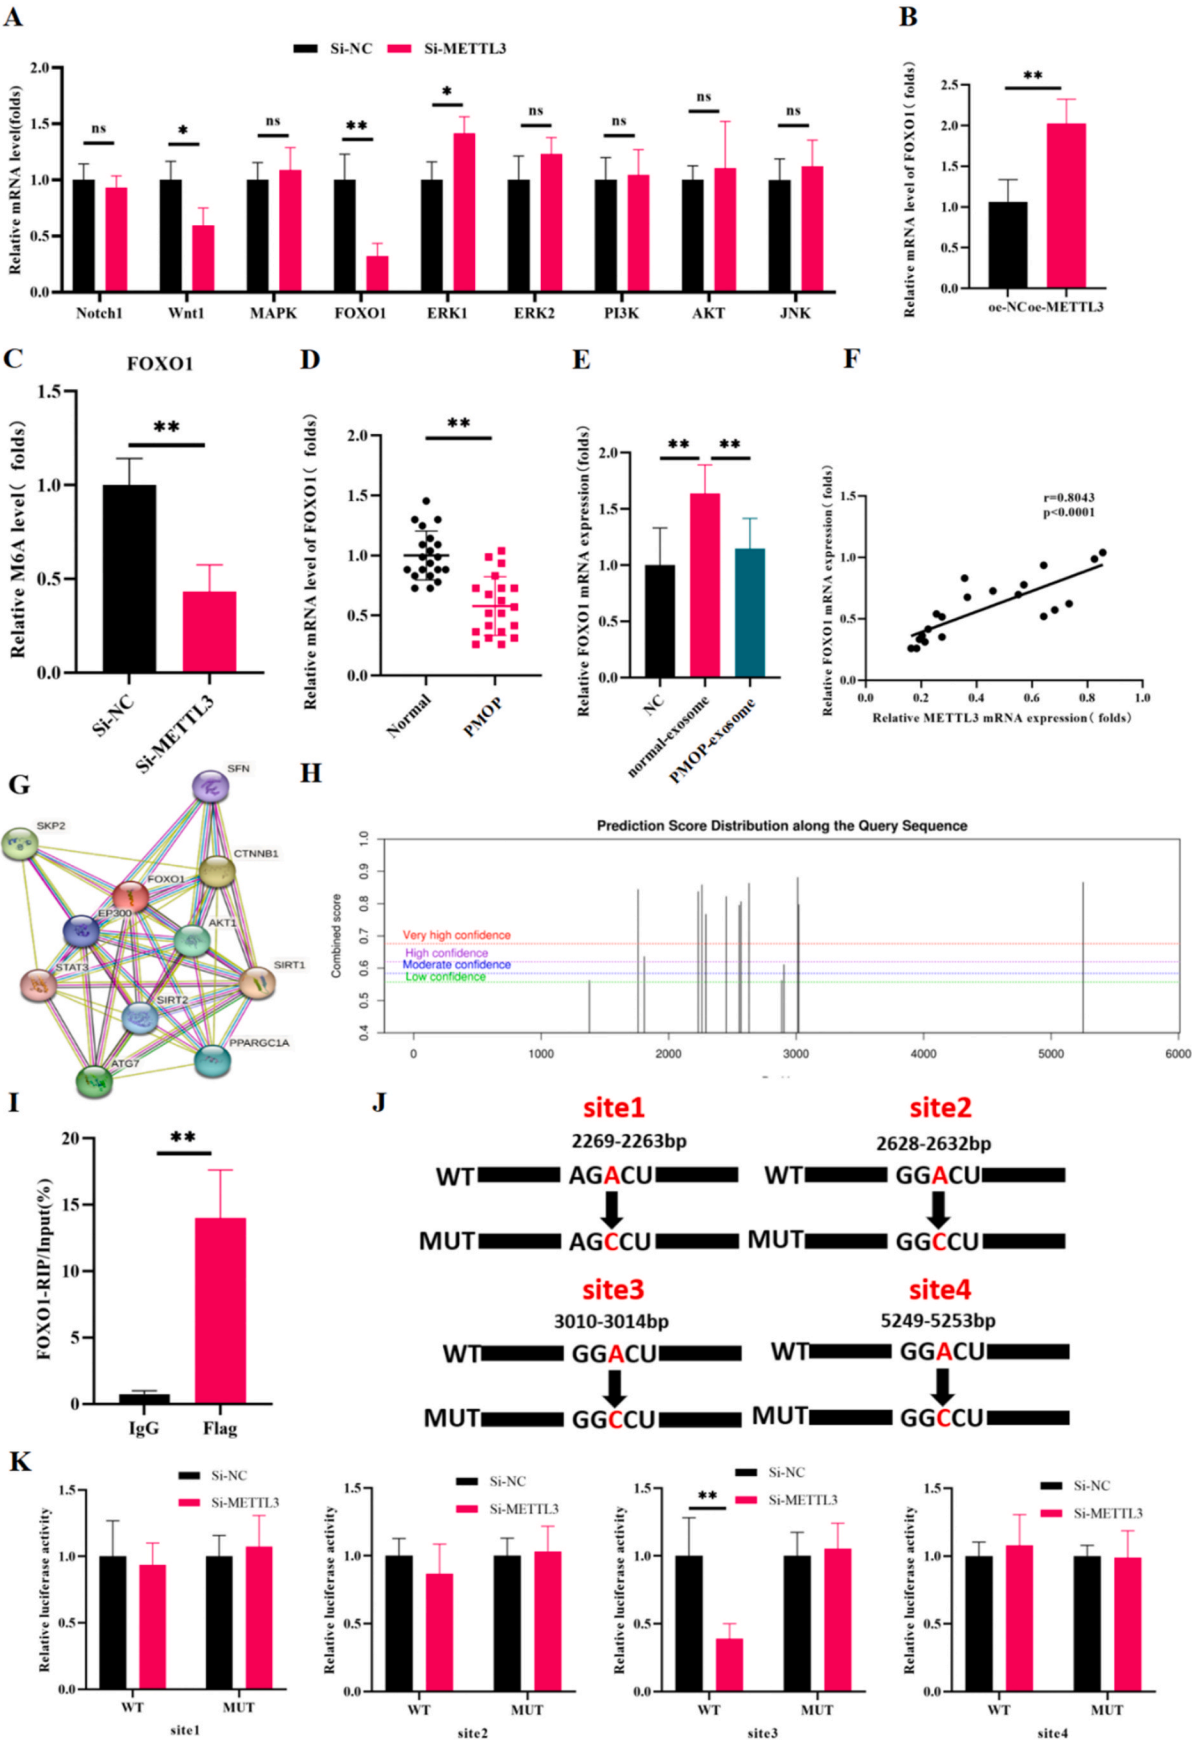 A
Si-NC Si-METTL3
Relative mRNA level(folds)
2.0
1.5
1.0
0.5
0.0
ns * ns ** * ns ns ns ns
Notch1 Wnt1 MAPK FOXO1 ERK1 ERK2 PI3K AKT JNK
B
Relative mRNA level of FOXO1( folds)
2.5
2.0
1.5
1.0
0.5
0.0
**
oe-NC oe-METTL3
C
FOXO1
Relative M6A level( folds)
1.5
1.0
0.5
0.0
**
Si-NC
Si-METTL3
D
Relative mRNA level of FOXO1( folds)
2.0
1.5
1.0
0.5
0.0
**
Normal
PMOP
E
Relative FOXO1 mRNA expression(folds)
2.0
1.5
1.0
0.5
0.0
** **
NC
normal-exosome
PMOP-exosome
F
Relative FOXO1 mRNA expression( folds)
1.5
1.0
0.5
0.0
r=0.8043
p<0.0001
0.0 0.2 0.4 0.6 0.8 1.0
Relative METTL3 mRNA expression( folds)
G
SFN
SKP2
CTNNB1
FOXO1
EP300
AKT1
STAT3
SIRT1
SIRT2
PPARGC1A
ATG7
H
Prediction Score Distribution along the Query Sequence
Combined score
1.0
0.9
0.8
0.7
0.6
0.5
0.4
Very high confidence
High confidence
Moderate confidence
Low confidence
0 1000 2000 3000 4000 5000 6000
I
FOXO1-RIP/Input(%)
20
15
10
5
0
**
IgG Flag
J
site1
2269-2263bp
WT AGACU
MUT AGCCU
site2
2628-2632bp
WT GGACU
MUT GGCCU
site3
3010-3014bp
WT GGACU
MUT GGCCU
site4
5249-5253bp
WT GGACU
MUT GGCCU
K
Si-NC
Si-METTL3
Relative luciferase activity
1.5
1.0
0.5
0.0
WT MUT
site1
Si-NC
Si-METTL3
Relative luciferase activity
1.5
1.0
0.5
0.0
WT MUT
site2
Si-NC
Si-METTL3
Relative luciferase activity
1.5
1.0
0.5
0.0
**
WT MUT
site3
Si-NC
Si-METTL3
Relative luciferase activity
1.5
1.0
0.5
0.0
WT MUT
site4